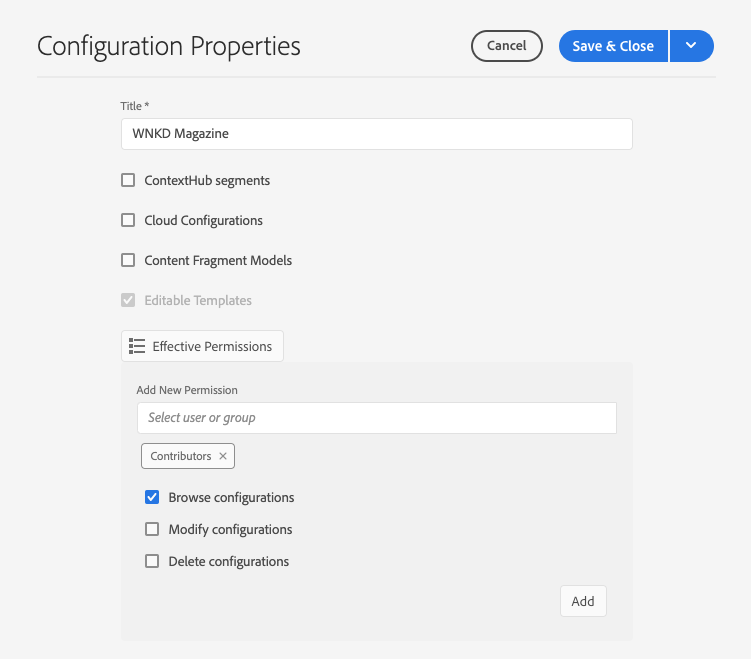 Configuration Properties
Cancel
Save & Close
Title *
WNKD Magazine
ContextHub segments
Cloud Configurations
Content Fragment Models
Editable Templates
Effective Permissions
Add New Permission
Select user or group
Contributors ×
Browse configurations
Modify configurations
Delete configurations
Add